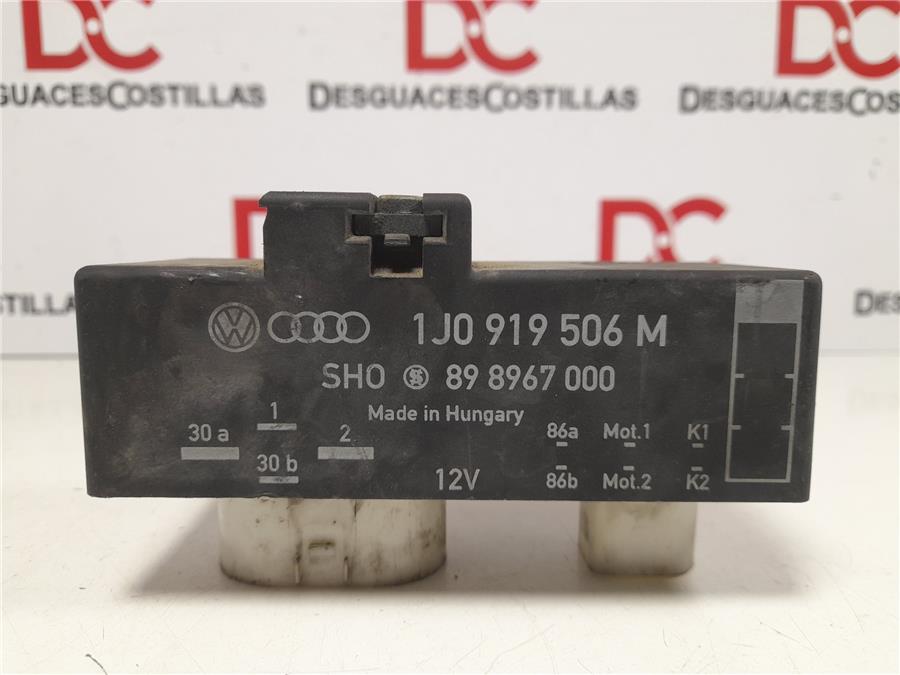 DC DC DC
DESGUACESCOSTILLAS DESGUACESCOSTILLAS DESGUACESCO
DC DC
1J0 919 506 M
SHO 89 8967 000
Made in Hungary
30 a 1 2 86a Mot.1 K1
30 b 12V 86b Mot.2 K2